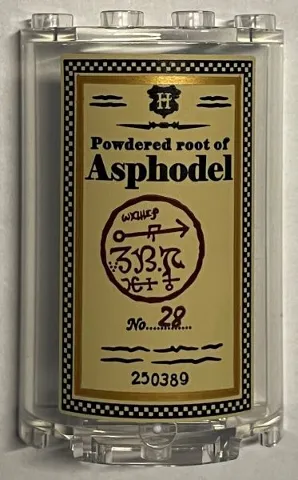 H
Powdered root of
Asphodel
No. 28
250389